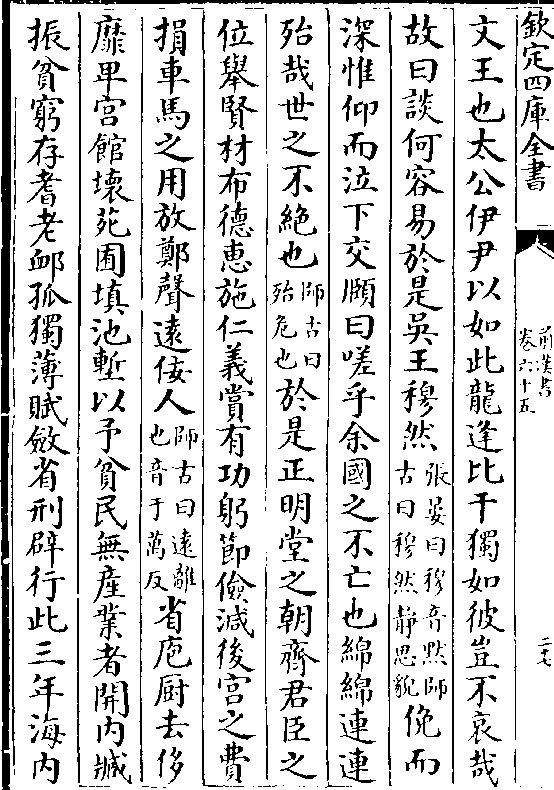 欽定四庫全書
前漢書
卷六十五
二七
文王也太公伊尹以如此龍逢比干獨如彼豈不哀哉
故曰談何容易於是吳王穆然張晏曰穆音默師古曰穆然靜思貌俛而
深惟仰而泣下交頤曰嗟乎余國之不亡也綿綿連連
殆哉世之不絕也師古曰殆危也於是正明堂之朝齊君臣之
位舉賢材布德惠施仁義賞有功躬節儉減後宮之費
損車馬之用放鄭聲遠佞人師古曰遠離也音于萬反省庖厨去侈
靡卑宮館壞苑囿填池壍以予貧民無產業者開內臧
振貧窮存耆老邺孤獨薄賦斂省刑辟行此三年海內